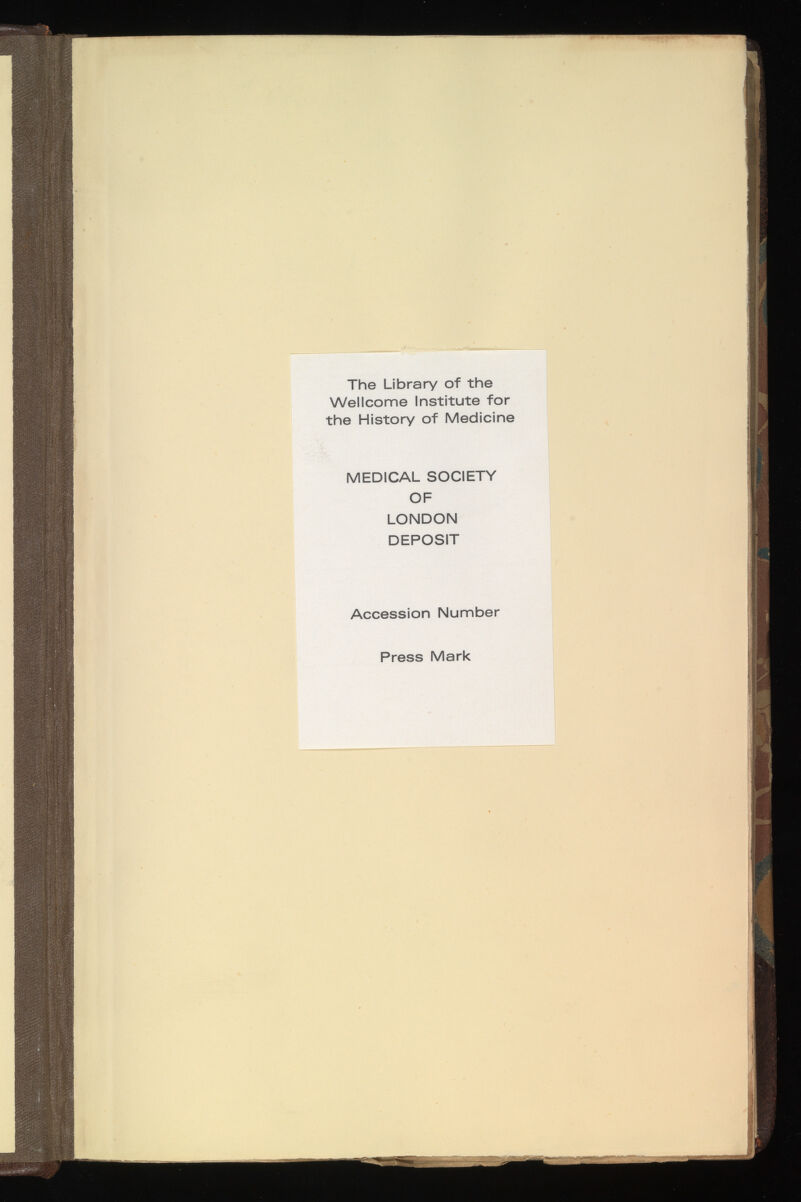 The Library of the
Wellcome Institute for
the History of Medicine
MEDICAL SOCIETY
OF
LONDON
DEPOSIT
Accession Number
Press Mark